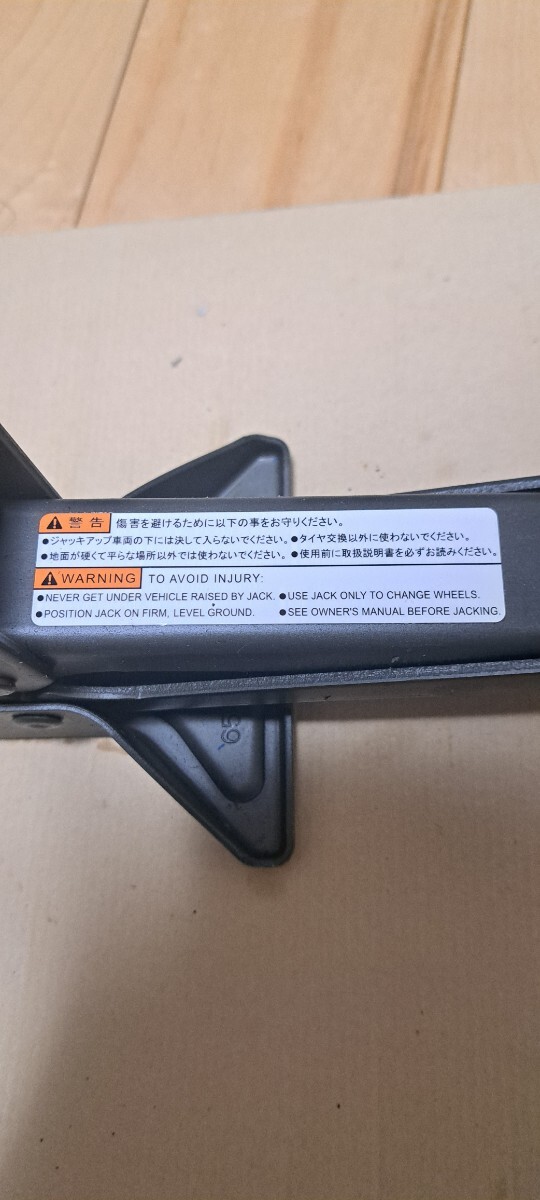 警告 傷害を避けるために以下の事をお守りください。
●ジャッキアップ車両の下には決して入らないでください。●タイヤ交換以外に使わないでください。
●地面が硬くて平らな場所以外では使わないでください。●使用前に取扱説明書を必ずお読みください。
WARNING TO AVOID INJURY:
●NEVER GET UNDER VEHICLE RAISED BY JACK. ●USE JACK ONLY TO CHANGE WHEELS.
●POSITION JACK ON FIRM, LEVEL GROUND. ●SEE OWNER'S MANUAL BEFORE JACKING.